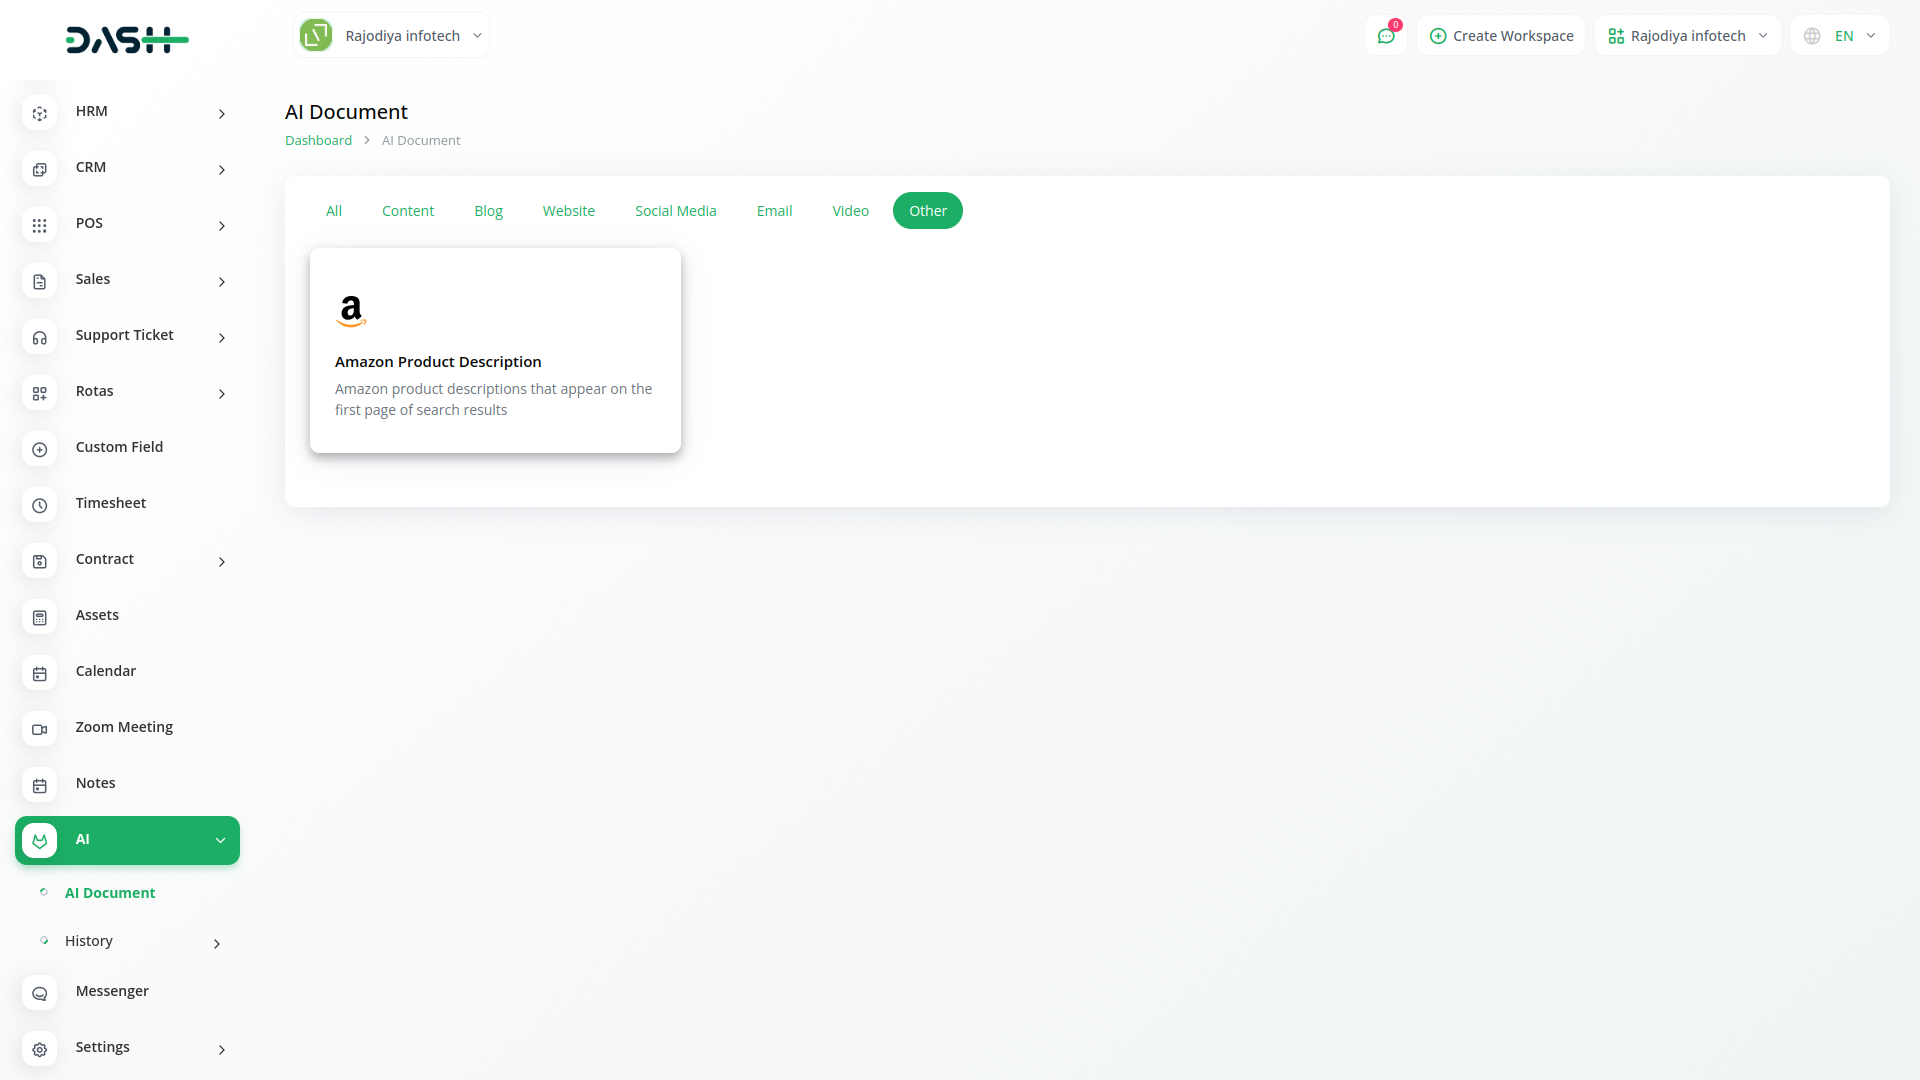 DASH
Rajodiya infotech
0
Create Workspace
Rajodiya infotech
EN
HRM
CRM
POS
Sales
Support Ticket
Rotas
Custom Field
Timesheet
Contract
Assets
Calendar
Zoom Meeting
Notes
AI
AI Document
History
Messenger
Settings
AI Document
Dashboard > AI Document
All Content Blog Website Social Media Email Video Other
a
Amazon Product Description
Amazon product descriptions that appear on the
first page of search results